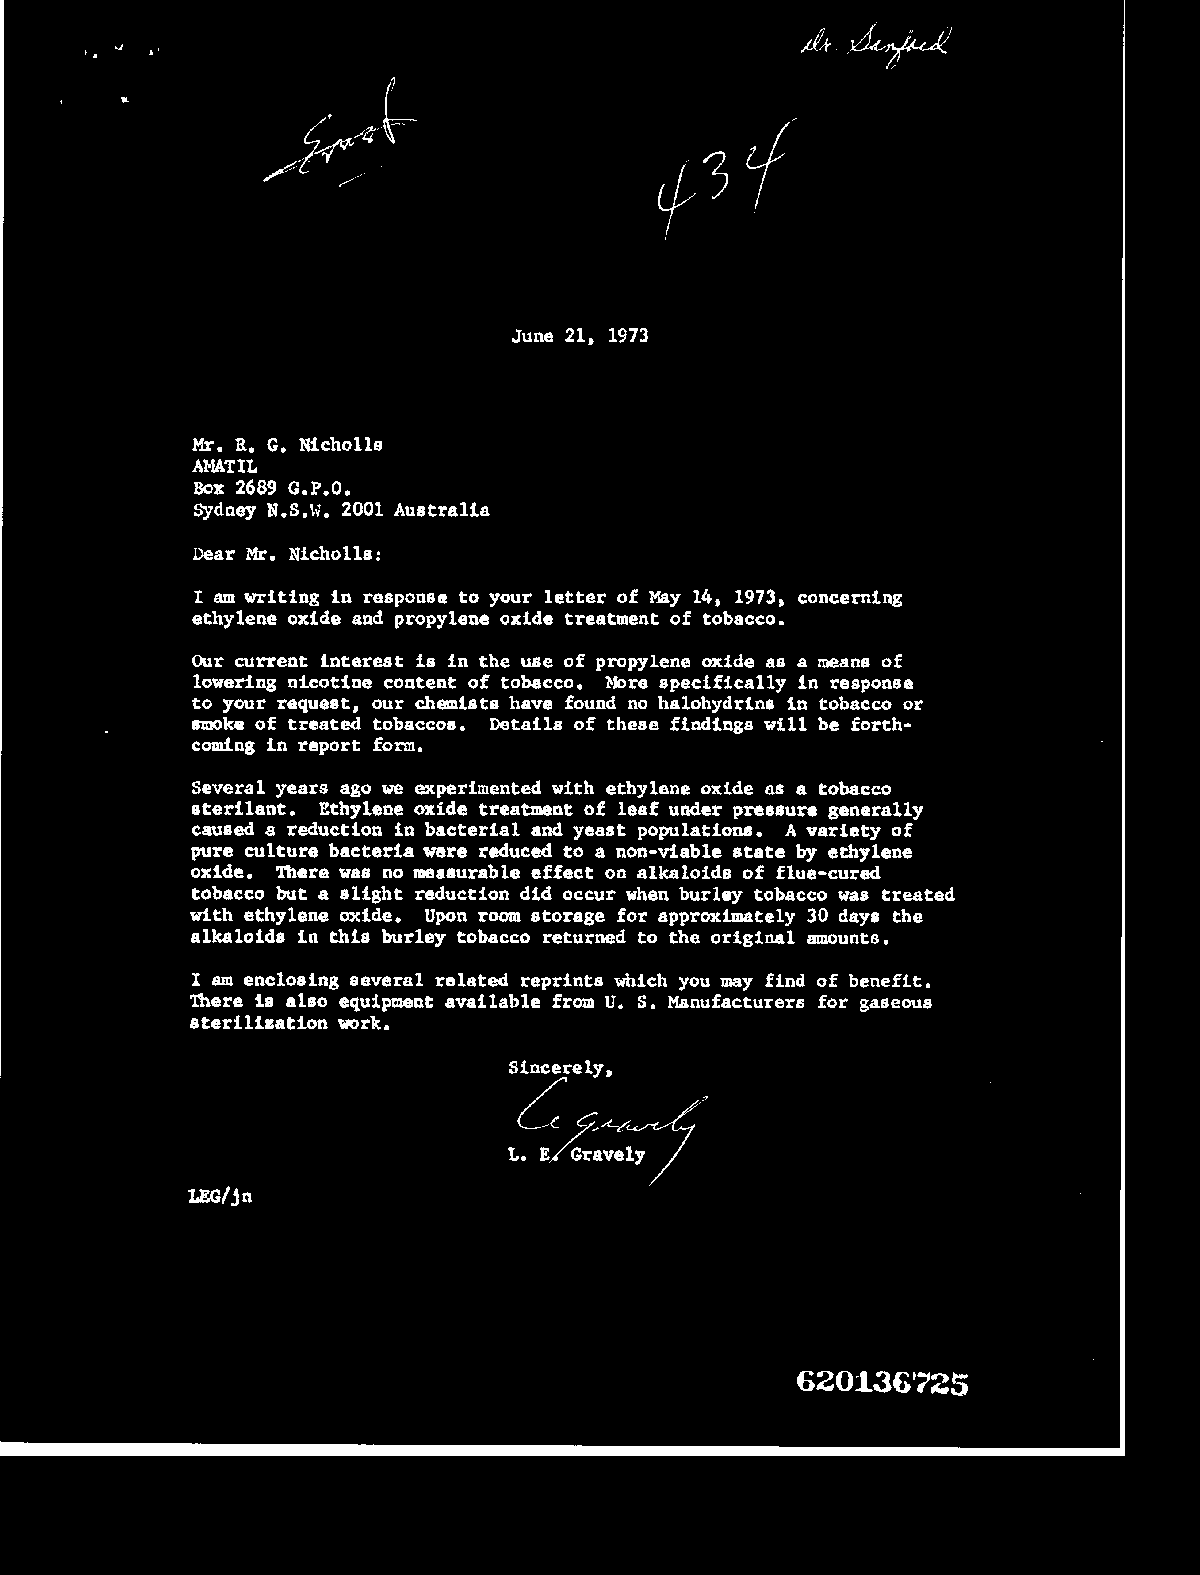 Dr. Sanford
Ernst
434
June 21, 1973
Mr. R. G. Nicholls
AMATIL
Box 2689 G.P.O.
Sydney N.S.W. 2001 Australia
Dear Mr. Nicholls:
I am writing in response to your letter of May 14, 1973, concerning
ethylene oxide and propylene oxide treatment of tobacco.
Our current interest is in the use of propylene oxide as a means of
lowering nicotine content of tobacco. More specifically in response
to your request, our chemists have found no halohydrins in tobacco or
smoke of treated tobaccos. Details of these findings will be forth-
coming in report form.
Several years ago we experimented with ethylene oxide as a tobacco
sterilant. Ethylene oxide treatment of leaf under pressure generally
caused a reduction in bacterial and yeast populations. A variety of
pure culture bacteria were reduced to a non-viable state by ethylene
oxide. There was no measurable effect on alkaloids of flue-cured
tobacco but a slight reduction did occur when burley tobacco was treated
with ethylene oxide. Upon room storage for approximately 30 days the
alkaloids in this burley tobacco returned to the original amounts.
I am enclosing several related reprints which you may find of benefit.
There is also equipment available from U. S. Manufacturers for gaseous
sterilization work.
Sincerely,
Le Gravely
L. E. Gravely
LEG/jn
620136725